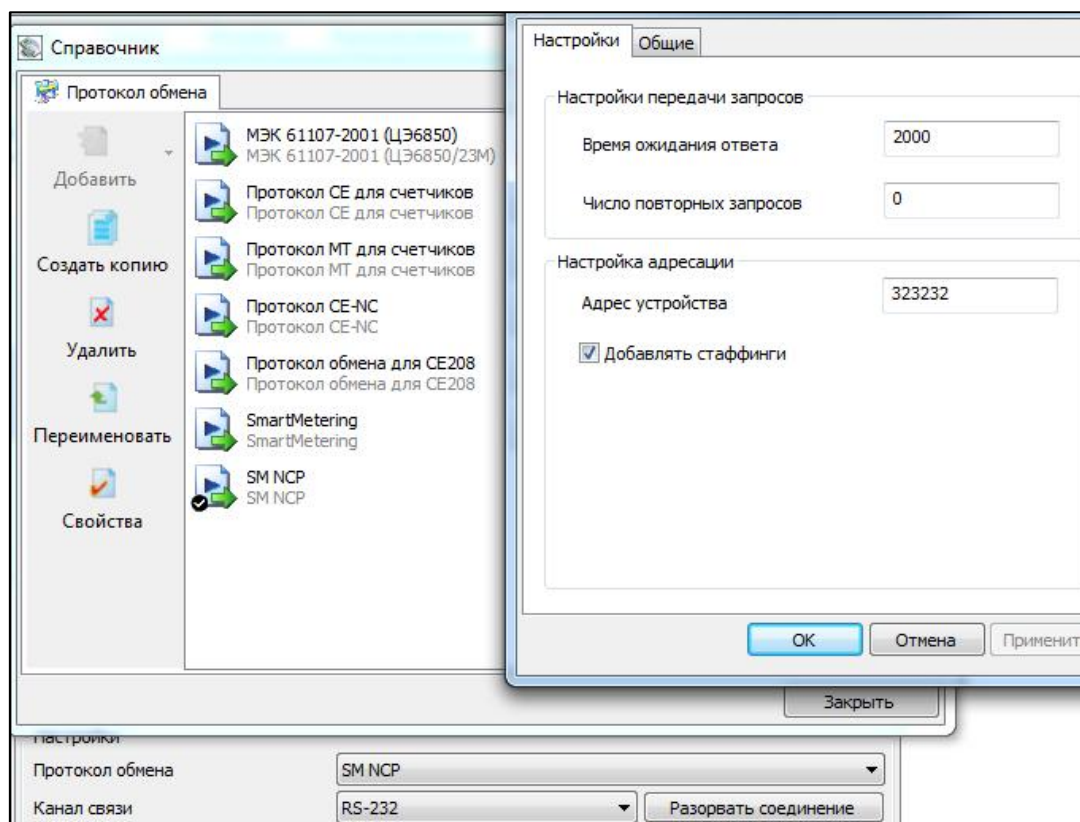 Справочник
Протокол обмена
Добавить
Создать копию
Удалить
Переименовать
Свойства
МЭК 61107-2001 (ЦЭ6850)
МЭК 61107-2001 (ЦЭ6850/23М)
Протокол СЕ для счетчиков
Протокол СЕ для счетчиков
Протокол МТ для счетчиков
Протокол МТ для счетчиков
Протокол CE-NC
Протокол CE-NC
Протокол обмена для СЕ208
Протокол обмена для СЕ208
SmartMetering
SmartMetering
SM NCP
SM NCP
Настройки Общие
Настройки передачи запросов
Время ожидания ответа 2000
Число повторных запросов 0
Настройка адресации
Адрес устройства 323232
Добавлять стаффинги
OK Отмена Применит
Закрыть
Настройки
Протокол обмена SM NCP
Канал связи RS-232 Разорвать соединение